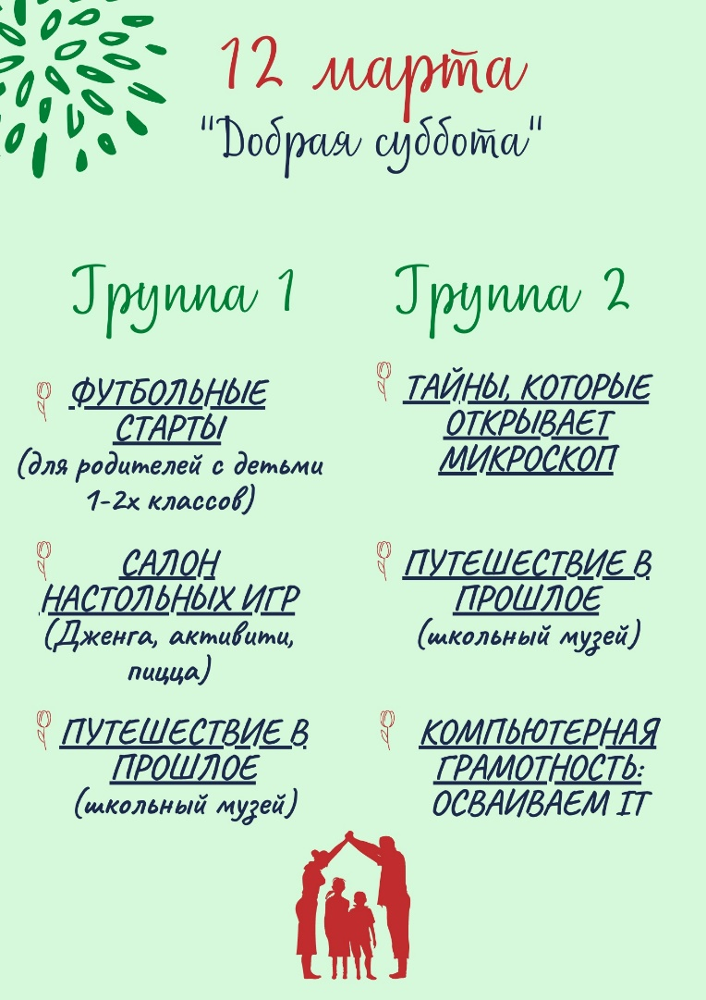 12 марта
"Добрая суббота"
Группа 1
ФУТБОЛЬНЫЕ
СТАРТЫ
(для родителей с детьми
1-2х классов)
САЛОН
НАСТОЛЬНЫХ ИГР
(Дженга, активити,
пицца)
ПУТЕШЕСТВИЕ В
ПРОШЛОЕ
(школьный музей)
Группа 2
ТАЙНЫ, КОТОРЫЕ
ОТКРЫВАЕТ
МИКРОСКОП
ПУТЕШЕСТВИЕ В
ПРОШЛОЕ
(школьный музей)
КОМПЬЮТЕРНАЯ
ГРАМОТНОСТЬ:
ОСВАИВАЕМ IT